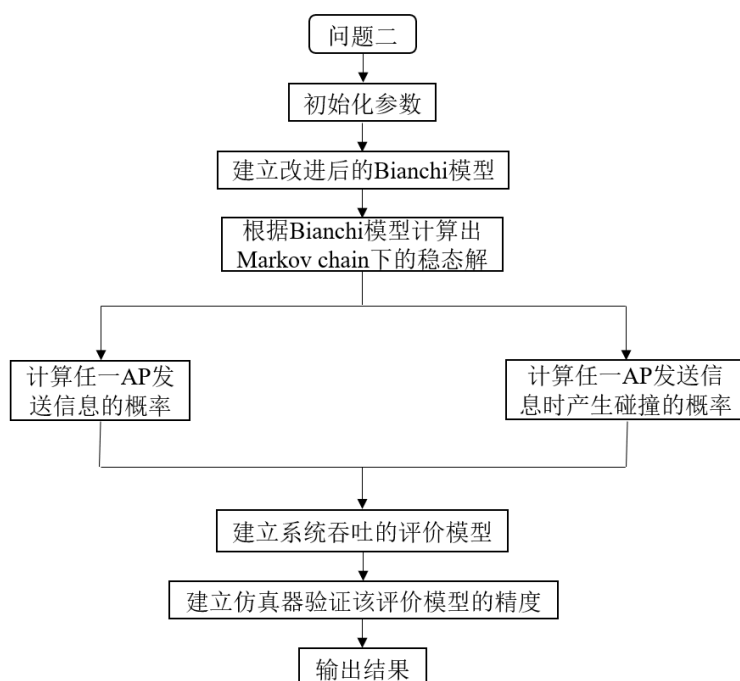 问题二
初始化参数
建立改进后的Bianchi模型
根据Bianchi模型计算出
Markov chain下的稳态解
计算任一AP发
送信息的概率
计算任一AP发送信
息时产生碰撞的概率
建立系统吞吐的评价模型
建立仿真器验证该评价模型的精度
输出结果